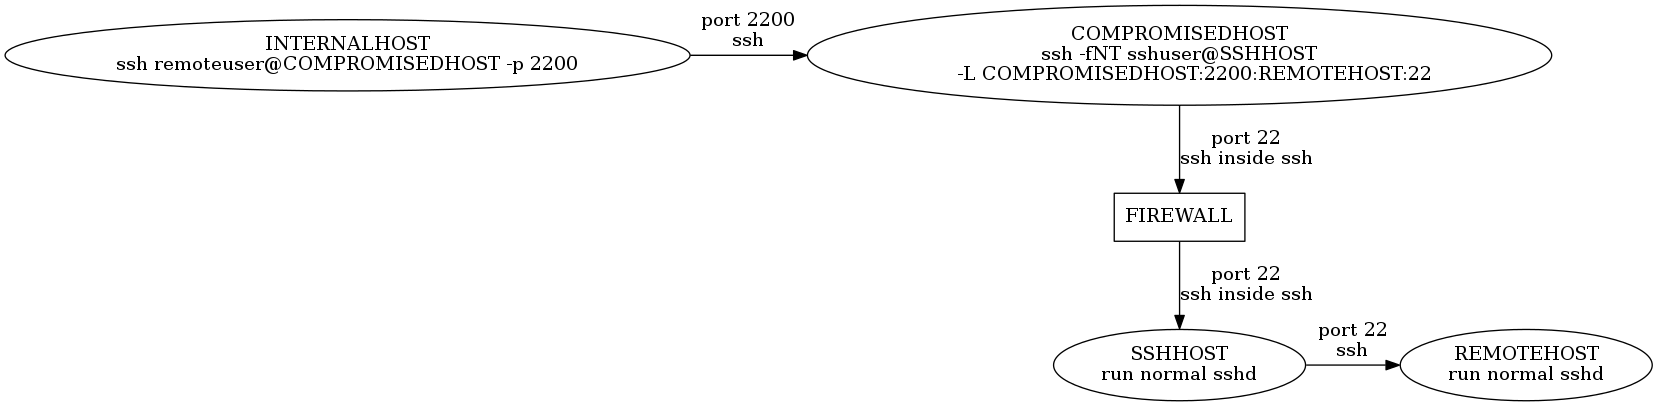 INTERNALHOST
ssh remoteuser@COMPROMISEDHOST -p 2200
port 2200
ssh
COMPROMISEDHOST
ssh -fNT sshuser@SSHHOST
-L COMPROMISEDHOST:2200:REMOTEHOST:22
port 22
ssh inside ssh
FIREWALL
port 22
ssh inside ssh
SSHHOST
run normal sshd
port 22
ssh
REMOTEHOST
run normal sshd